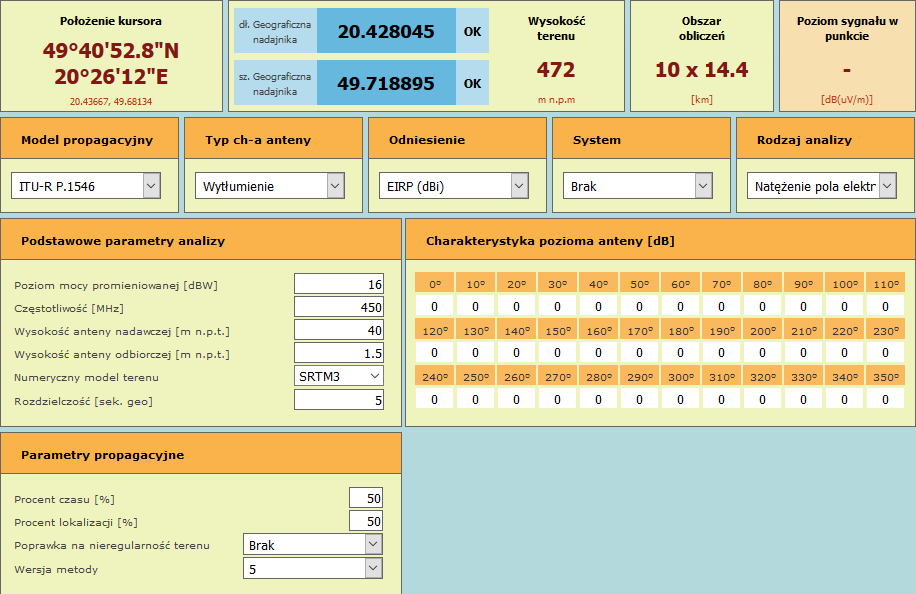 Położenie kursora
49°40'52.8"N
20°26'12"E
20.43667, 49.68134
dł. Geograficzna
nadajnika
20.428045
OK
sz. Geograficzna
nadajnika
49.718895
OK
Wysokość
terenu
472
m n.p.m
Obszar
obliczeń
10 x 14.4
[km]
Poziom sygnału w
punkcie
-
[dB(uV/m)]
Model propagacyjny
ITU-R P.1546
Typ ch-a anteny
Wytłumienie
Odniesienie
EIRP (dBi)
System
Brak
Rodzaj analizy
Natężenie pola elektr
Podstawowe parametry analizy
Poziom mocy promieniowanej [dBW] 16
Częstotliwość [MHz] 450
Wysokość anteny nadawczej [m n.p.t.] 40
Wysokość anteny odbiorczej [m n.p.t.] 1.5
Numeryczny model terenu SRTM3
Rozdzielczość [sek. geo] 5
Charakterystyka pozioma anteny [dB]
0° 10° 20° 30° 40° 50° 60° 70° 80° 90° 100° 110°
0 0 0 0 0 0 0 0 0 0 0 0
120° 130° 140° 150° 160° 170° 180° 190° 200° 210° 220° 230°
0 0 0 0 0 0 0 0 0 0 0 0
240° 250° 260° 270° 280° 290° 300° 310° 320° 330° 340° 350°
0 0 0 0 0 0 0 0 0 0 0 0
Parametry propagacyjne
Procent czasu [%] 50
Procent lokalizacji [%] 50
Poprawka na nieregularność terenu Brak
Wersja metody 5